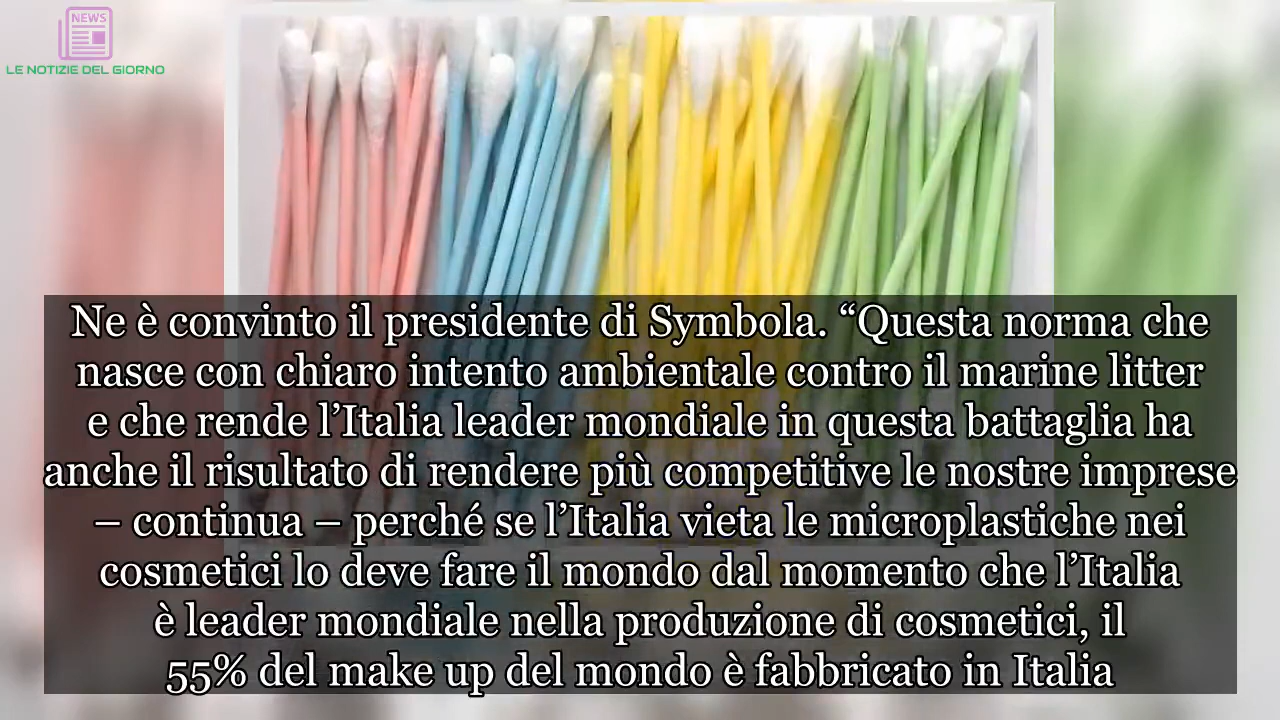 NEWS
LE NOTIZIE DEL GIORNO
Ne è convinto il presidente di Symbola. “Questa norma che
nasce con chiaro intento ambientale contro il marine litter
e che rende l’Italia leader mondiale in questa battaglia ha
anche il risultato di rendere più competitive le nostre imprese
– continua – perché se l’Italia vieta le microplastiche nei
cosmetici lo deve fare il mondo dal momento che l’Italia
è leader mondiale nella produzione di cosmetici, il
55% del make up del mondo è fabbricato in Italia